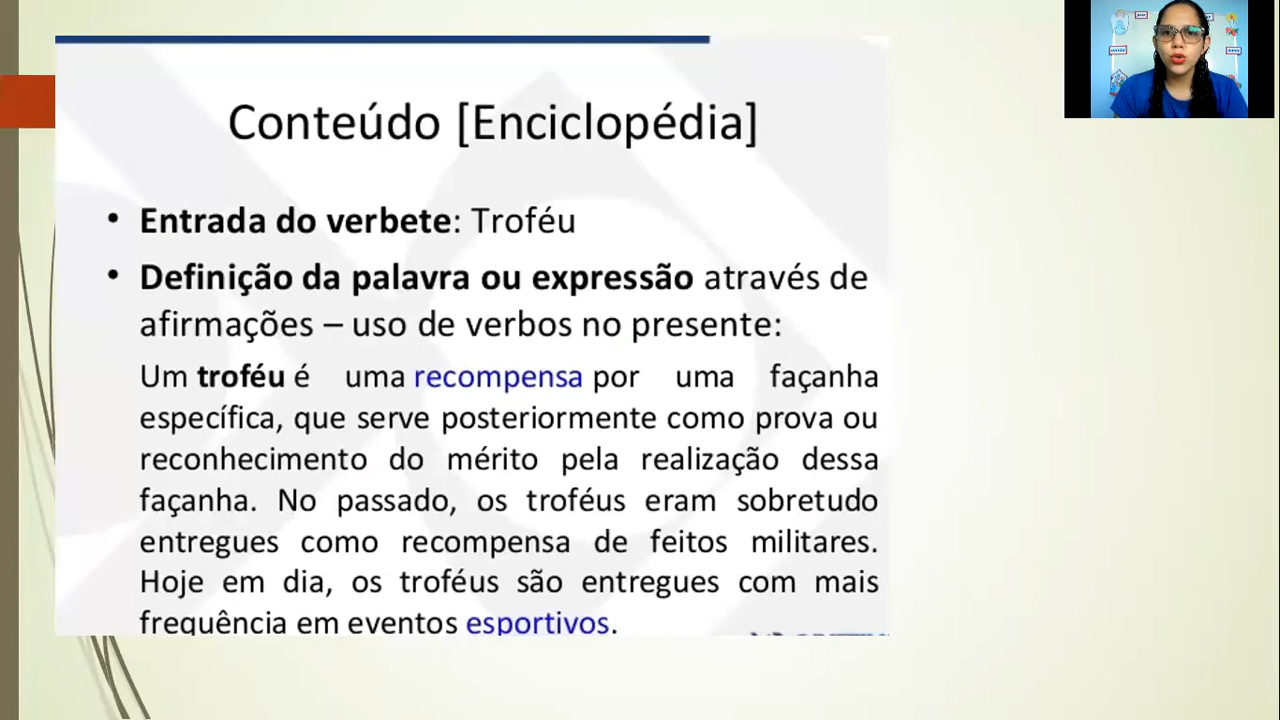 Conteúdo [Enciclopédia]
• Entrada do verbete: Troféu
• Definição da palavra ou expressão através de
afirmações – uso de verbos no presente:
Um troféu é uma recompensa por uma façanha
específica, que serve posteriormente como prova ou
reconhecimento do mérito pela realização dessa
façanha. No passado, os troféus eram sobretudo
entregues como recompensa de feitos militares.
Hoje em dia, os troféus são entregues com mais
frequência em eventos esportivos.